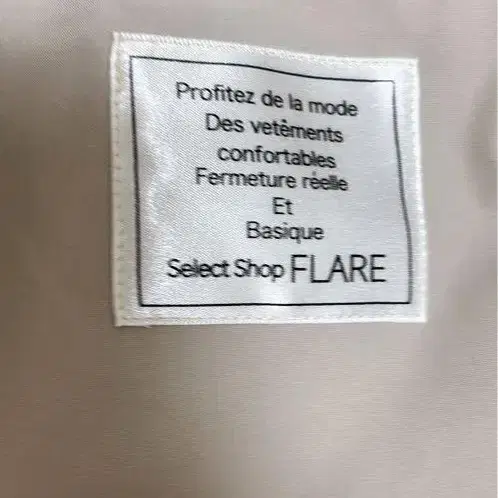 Profitez de la mode
Des vetêments
confortables
Fermeture réelle
Et
Basique
Select Shop FLARE